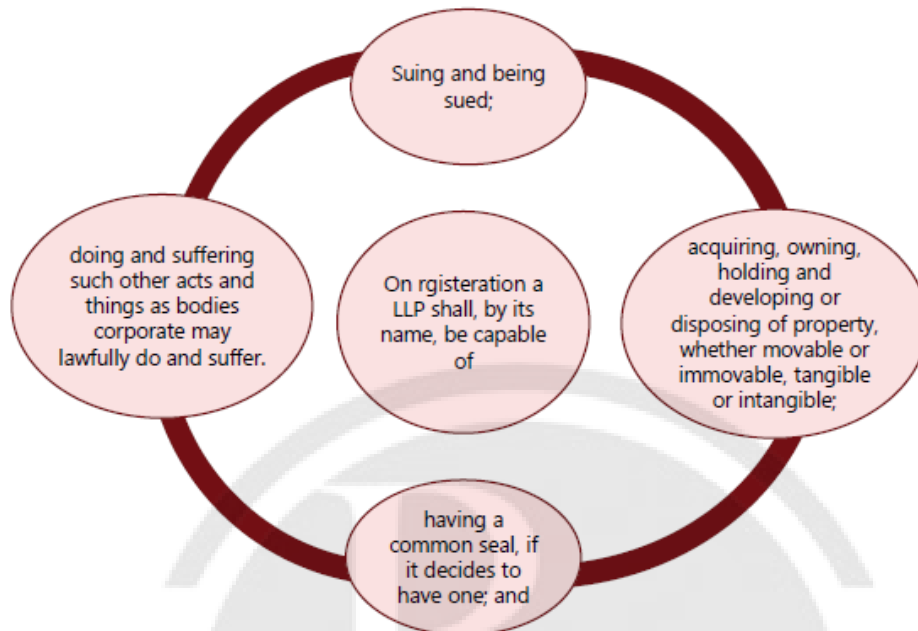 Suing and being
sued;
acquiring, owning,
holding and
developing or
disposing of property,
whether movable or
immovable, tangible
or intangible;
having a
common seal, if
it decides to
have one; and
doing and suffering
such other acts and
things as bodies
corporate may
lawfully do and suffer.
On rgisteration a
LLP shall, by its
name, be capable
of